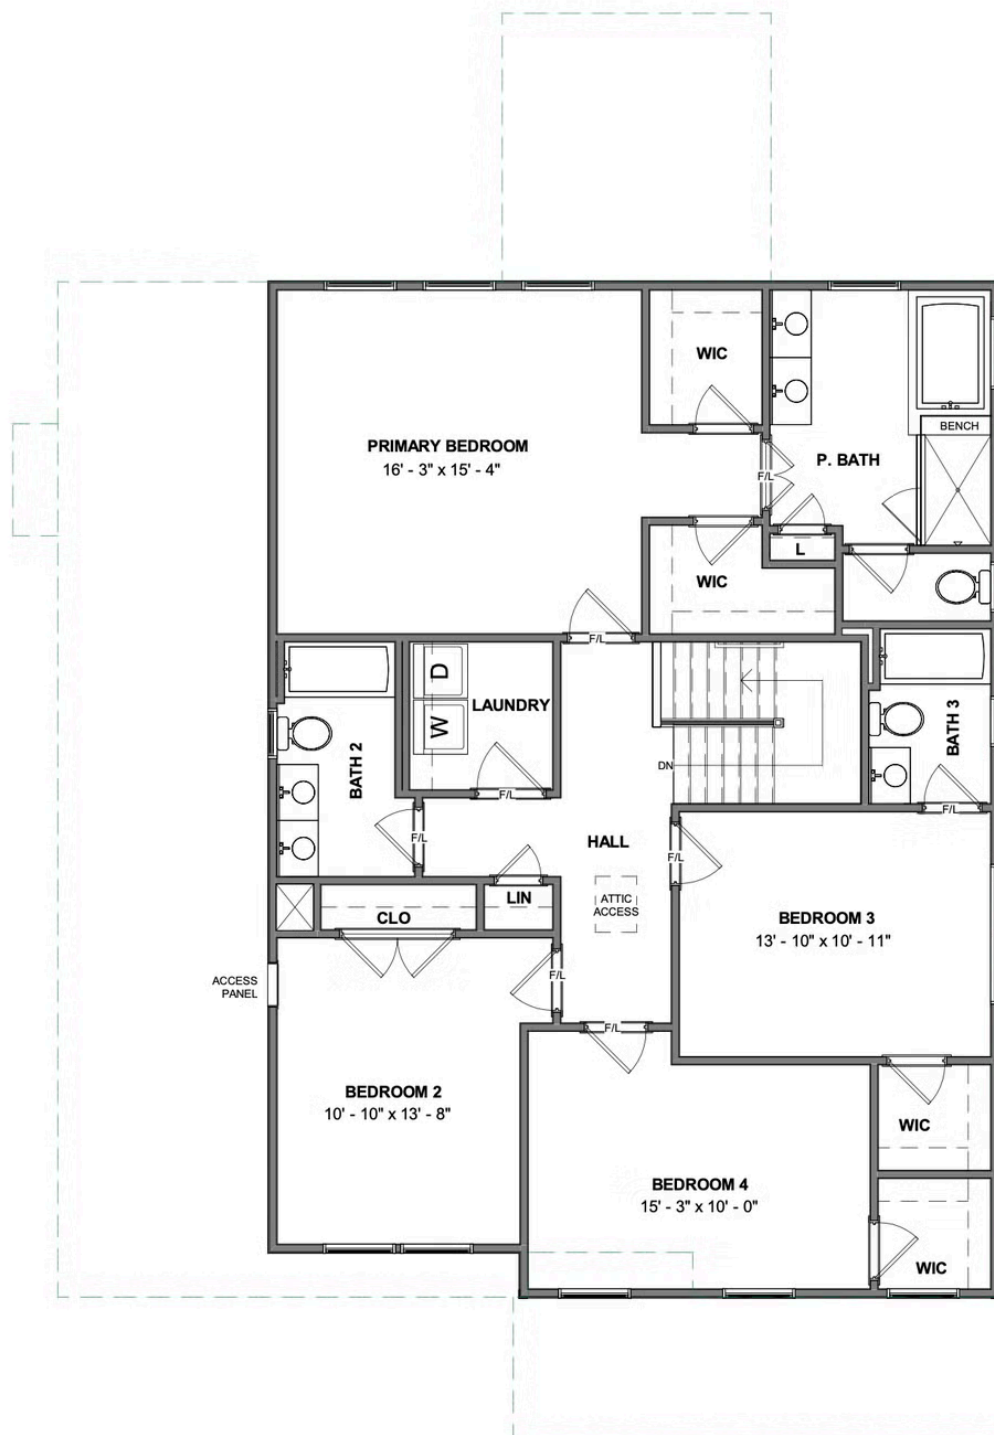 WIC
PRIMARY BEDROOM
16' - 3" x 15' - 4"
BENCH
P. BATH
F/L
L
WIC
F/L
D
W
LAUNDRY
BATH 2
BATH 3
DN
F/L
F/L
F/L
HALL
F/L
LIN
CLO
ATTIC
ACCESS
BEDROOM 3
13' - 10" x 10' - 11"
ACCESS
PANEL
F/L
F/L
BEDROOM 2
10' - 10" x 13' - 8"
WIC
BEDROOM 4
15' - 3" x 10' - 0"
WIC